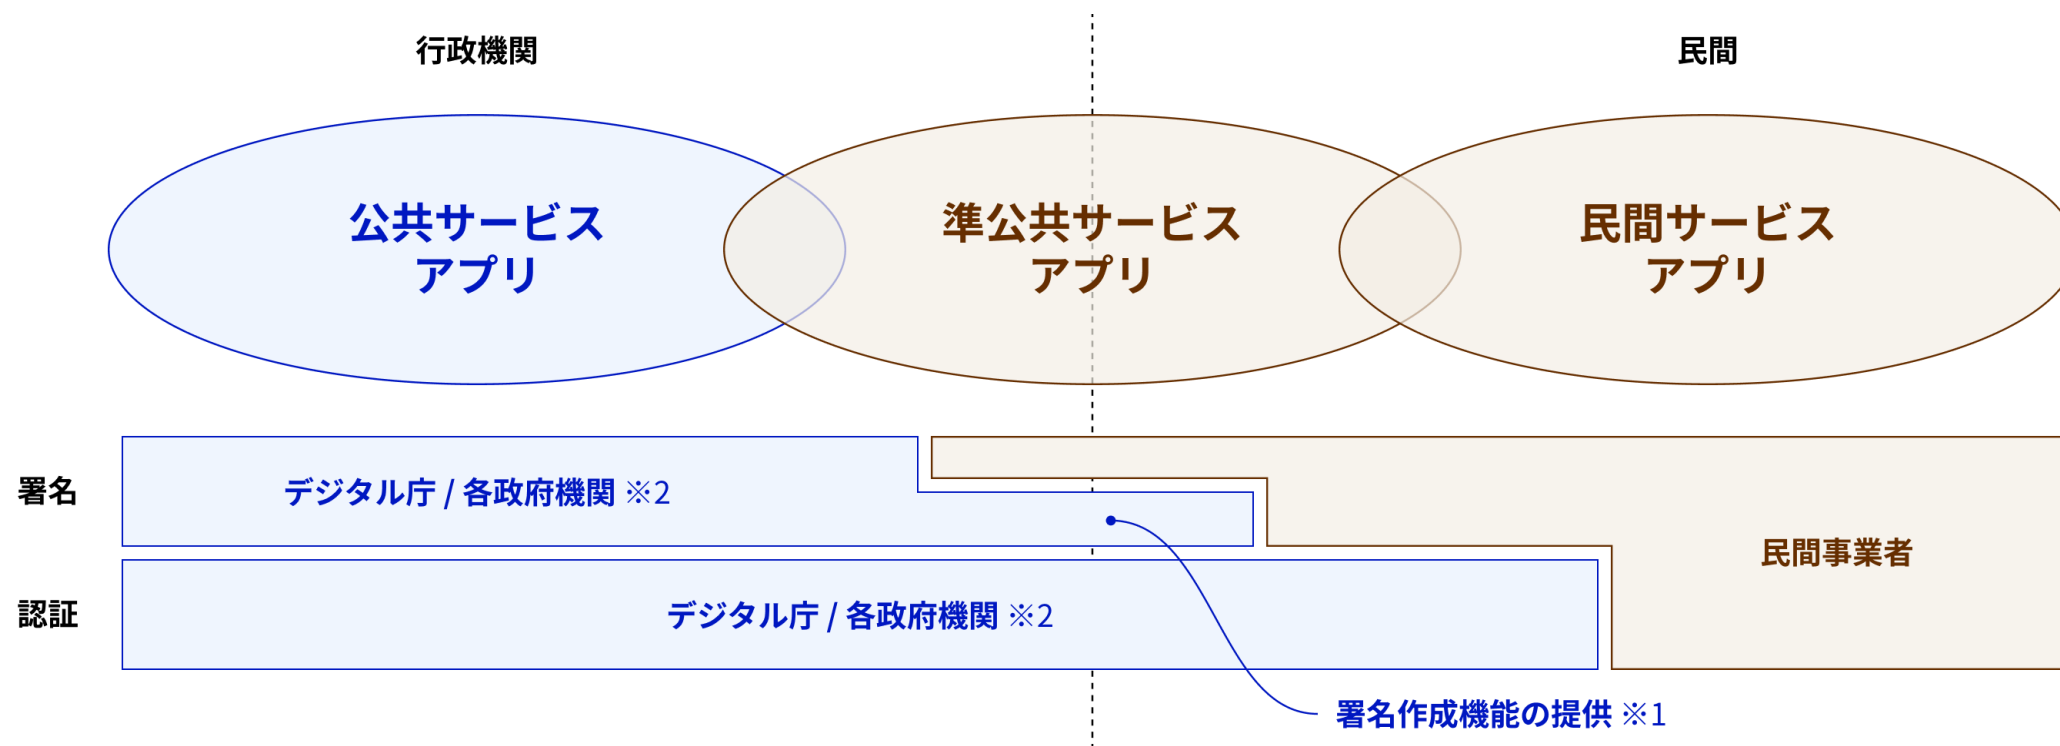 行政機関
民間
公共サービス
アプリ
準公共サービス
アプリ
民間サービス
アプリ
署名
デジタル庁 / 各政府機関 ※2
民間事業者
認証
デジタル庁 / 各政府機関 ※2
署名作成機能の提供 ※1